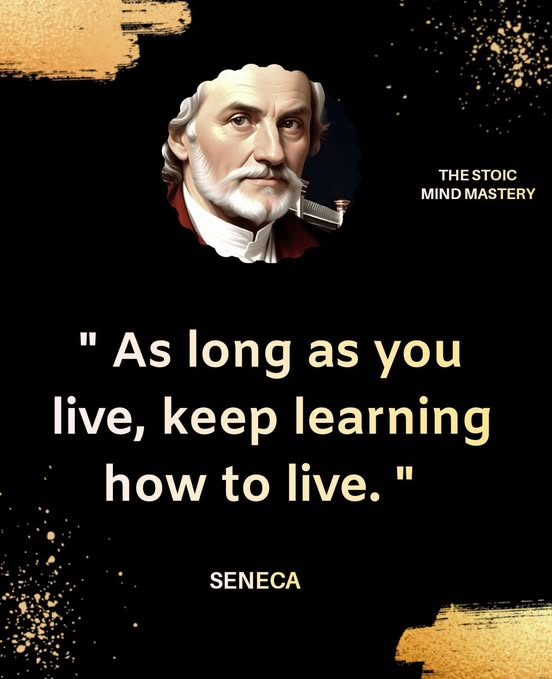 THE STOIC
MIND MASTERY
" As long as you
live, keep learning
how to live. "
SENECA